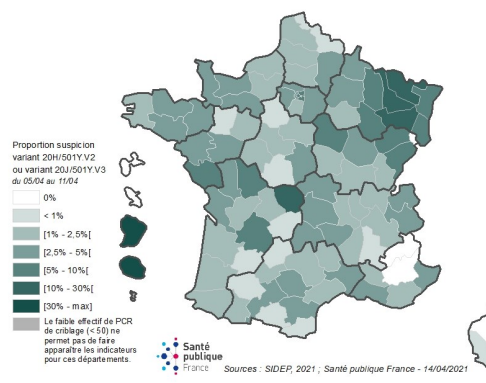 Proportion suspicion
variant 20H/501Y.V2
ou variant 20J/501Y.V3
du 05/04 au 11/04
0%
< 1%
[1% - 2,5%[
[2,5% - 5%[
[5% - 10%[
[10% - 30%[
[30% - max]
Le faible effectif de PCR
de criblage (< 50) ne
permet pas de faire
apparaître les indicateurs
pour ces départements.
Santé
publique
France
Sources : SIDEP, 2021 ; Santé publique France - 14/04/2021